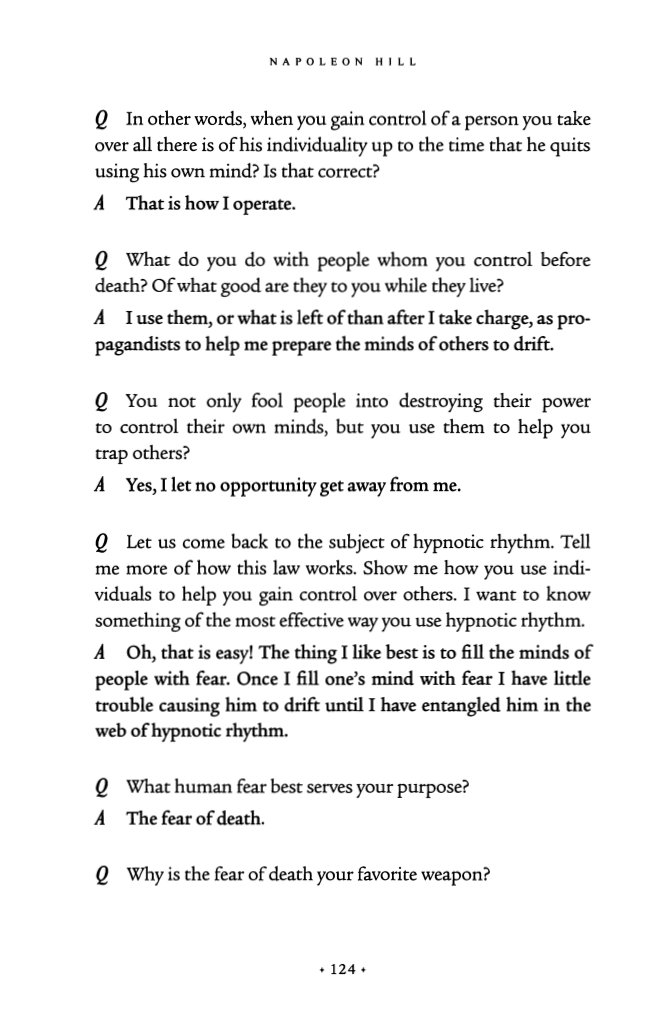 NAPOLEON HILL
Q In other words, when you gain control of a person you take
over all there is of his individuality up to the time that he quits
using his own mind? Is that correct?
A That is how I operate.
Q What do you do with people whom you control before
death? Of what good are they to you while they live?
A I use them, or what is left of than after I take charge, as pro-
pagandists to help me prepare the minds of others to drift.
Q You not only fool people into destroying their power
to control their own minds, but you use them to help you
trap others?
A Yes, I let no opportunity get away from me.
Q Let us come back to the subject of hypnotic rhythm. Tell
me more of how this law works. Show me how you use indi-
viduals to help you gain control over others. I want to know
something of the most effective way you use hypnotic rhythm.
A Oh, that is easy! The thing I like best is to fill the minds of
people with fear. Once I fill one's mind with fear I have little
trouble causing him to drift until I have entangled him in the
web of hypnotic rhythm.
Q What human fear best serves your purpose?
A The fear of death.
Q Why is the fear of death your favorite weapon?
• 124 •